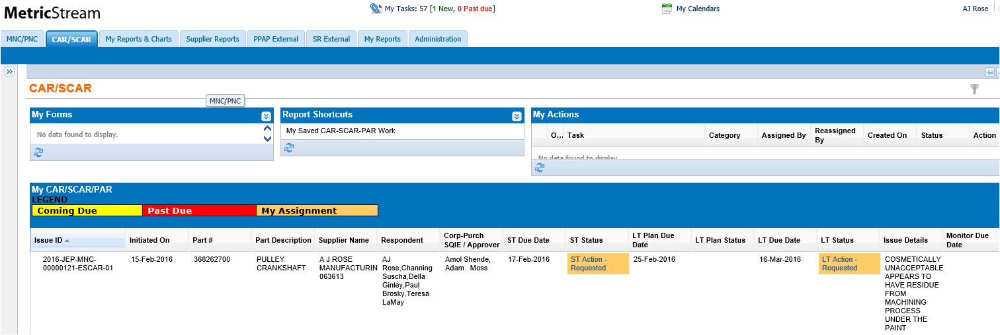 MetricStream
My Tasks: 57 [1 New, 0 Past due]
My Calendars
AJ Rose
MNC/PNC
CAR/SCAR
My Reports & Charts
Supplier Reports
PPAP External
SR External
My Reports
Administration
CAR/SCAR
MNC/PNC
My Forms
No data found to display.
Report Shortcuts
My Saved CAR-SCAR-PAR Work
My Actions
O... Task Category Assigned By Reassigned By Created On Status Action
No data found to display
My CAR/SCAR/PAR
LEGEND
Coming Due Past Due My Assignment
Issue ID
Initiated On
Part #
Part Description
Supplier Name
Respondent
Corp-Purch
SQIE / Approver
ST Due Date
ST Status
LT Plan Due
Date
LT Plan Status
LT Due Date
LT Status
Issue Details
Monitor Due
Date
2016-JEP-MNC-
00000121-ESCAR-01
15-Feb-2016
368262700
PULLEY
CRANKSHAFT
A J ROSE
MANUFACTURIN
063613
AJ
Rose,Channing
Suscha,Della
Ginley,Paul
Brosky,Teresa
LaMay
Amol Shende,
Adam Moss
17-Feb-2016
ST Action -
Requested
25-Feb-2016
16-Mar-2016
LT Action -
Requested
COSMETICALLY
UNACCEPTABLE
APPEARS TO
HAVE RESIDUE
FROM
MACHINING
PROCESS
UNDER THE
PAINT